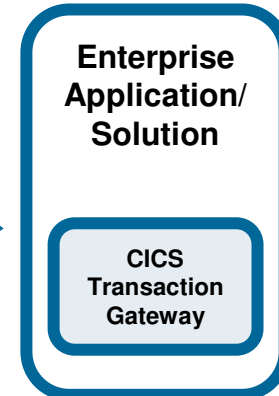 Enterprise
Application/
Solution
CICS
Transaction
Gateway